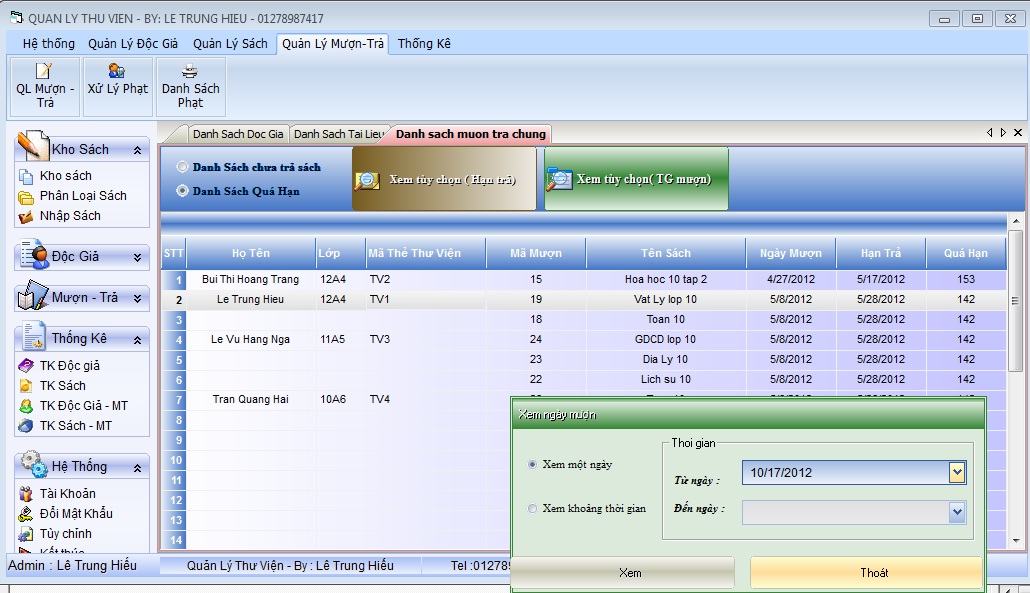 QUAN LY THU VIEN - BY: LE TRUNG HIEU - 01278987417
Hệ thống Quản Lý Độc Giả Quản Lý Sách Quản Lý Mượn-Trả Thống Kê
QL Mượn - Trả
Xử Lý Phạt
Danh Sách Phạt
Kho Sách
Kho sách
Phân Loại Sách
Nhập Sách
Độc Giả
Mượn - Trả
Thống Kê
TK Độc giả
TK Sách
TK Độc Giả - MT
TK Sách - MT
Hệ Thống
Tài Khoản
Đổi Mật Khẩu
Tùy chỉnh
Kết thúc
Danh Sach Doc Gia Danh Sach Tai Lieu Danh sach muon tra chung
Danh Sách chưa trả sách
Danh Sách Quá Hạn
Xem tùy chọn ( Hạn trả)
Xem tùy chọn( TG mượn)
STT Họ Tên Lớp Mã Thẻ Thư Viện Mã Mượn Tên Sách Ngày Mượn Hạn Trả Quá Hạn
1 Bui Thi Hoang Trang 12A4 TV2 15 Hoa hoc 10 tap 2 4/27/2012 5/17/2012 153
2 Le Trung Hieu 12A4 TV1 19 Vat Ly lop 10 5/8/2012 5/28/2012 142
3 18 Toan 10 5/8/2012 5/28/2012 142
4 Le Vu Hang Nga 11A5 TV3 24 GDCD lop 10 5/8/2012 5/28/2012 142
5 23 Dia Ly 10 5/8/2012 5/28/2012 142
6 22 Lich su 10 5/8/2012 5/28/2012 142
7 Tran Quang Hai 10A6 TV4
8
9
10
11
12
13
14
Xem ngày mượn
Xem một ngày
Xem khoảng thời gian
Thoi gian
Từ ngày : 10/17/2012
Đến ngày :
Xem Thoát
Admin : Lê Trung Hiếu Quản Lý Thư Viện - By : Lê Trung Hiếu Tel :01278